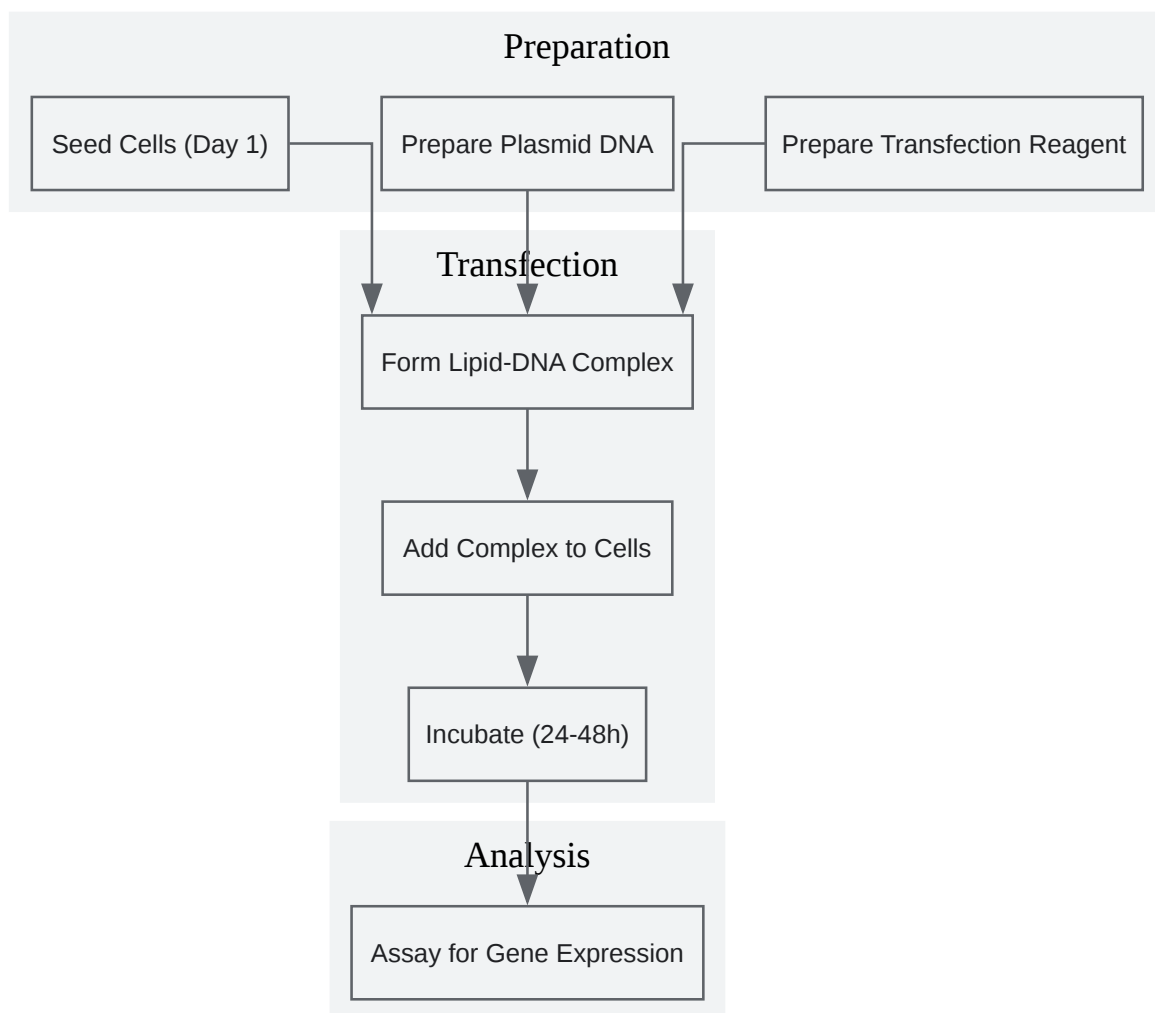 Preparation
Seed Cells (Day 1)
Prepare Plasmid DNA
Prepare Transfection Reagent
Transfection
Form Lipid-DNA Complex
Add Complex to Cells
Incubate (24-48h)
Analysis
Assay for Gene Expression